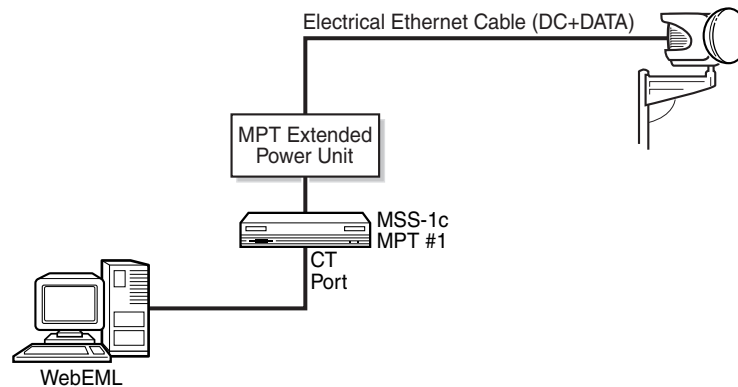 Electrical Ethernet Cable (DC+DATA)
MPT Extended
Power Unit
MSS-1c
MPT #1
CT
Port
WebEML